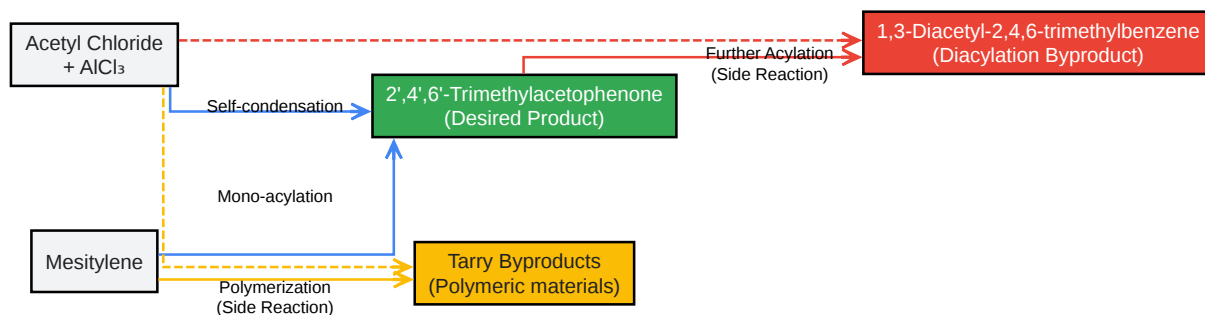 Acetyl Chloride
+ AlCl₃
1,3-Diacetyl-2,4,6-trimethylbenzene
(Diacylation Byproduct)
Further Acylation
(Side Reaction)
Self-condensation
2',4',6'-Trimethylacetophenone
(Desired Product)
Mono-acylation
Mesitylene
Tarry Byproducts
(Polymeric materials)
Polymerization
(Side Reaction)